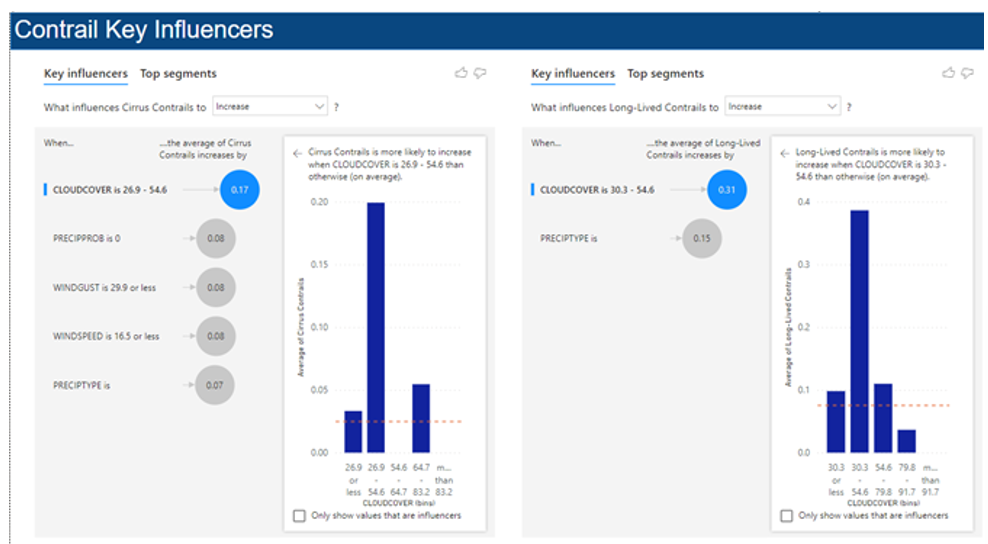 Contrail Key Influencers
Key influencers Top segments
What influences Cirrus Contrails to Increase ?
When...
...the average of Cirrus
Contrails increases by
CLOUDCOVER is 26.9 - 54.6 0.17
PRECIPPROB is 0 0.08
WINDGUST is 29.9 or less 0.08
WINDSPEED is 16.5 or less 0.08
PRECIPTYPE is 0.07
← Cirrus Contrails is more likely to increase
when CLOUDCOVER is 26.9 - 54.6 than
otherwise (on average).
Average of Cirrus Contrails
0.20
0.15
0.10
0.05
0.00
26.9 26.9 54.6 64.7 m...
or - - - than
less 54.6 64.7 83.2 83.2
CLOUDCOVER (bins)
Only show values that are influencers
Key influencers Top segments
What influences Long-Lived Contrails to Increase ?
When...
...the average of Long-Lived
Contrails increases by
CLOUDCOVER is 30.3 - 54.6 0.31
PRECIPTYPE is 0.15
← Long-Lived Contrails is more likely to
increase when CLOUDCOVER is 30.3 -
54.6 than otherwise (on average).
Average of Long-Lived Contrails
0.4
0.3
0.2
0.1
0.0
30.3 30.3 54.6 79.8 m...
or - - - than
less 54.6 79.8 91.7 91.7
CLOUDCOVER (bins)
Only show values that are influencers